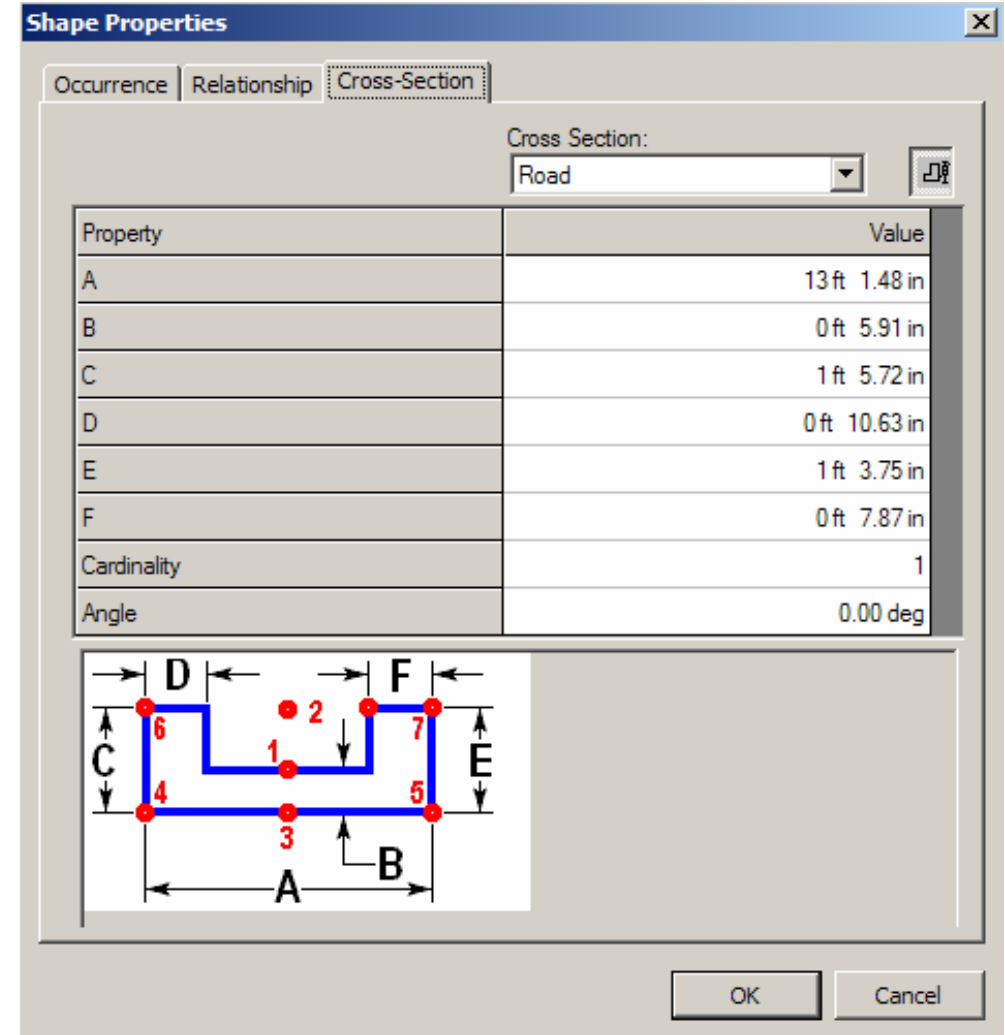 Shape Properties
Occurrence Relationship Cross-Section
Cross Section:
Road
Property Value
A 13 ft 1.48 in
B 0 ft 5.91 in
C 1 ft 5.72 in
D 0 ft 10.63 in
E 1 ft 3.75 in
F 0 ft 7.87 in
Cardinality 1
Angle 0.00 deg
D F
6 2 7
C 1 E
4 5
3
B
A
OK Cancel